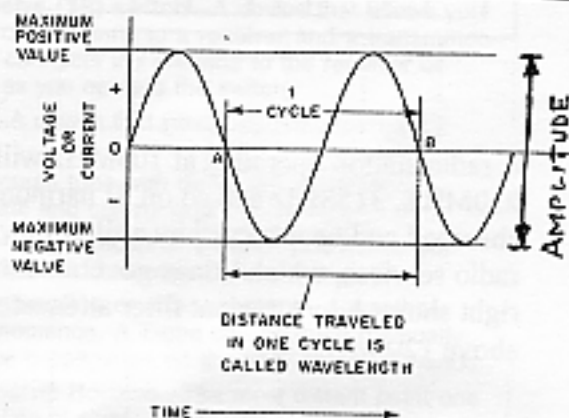 MAXIMUM
POSITIVE
VALUE
+
VOLTAGE
OR
CURRENT
0
-
MAXIMUM
NEGATIVE
VALUE
1
CYCLE
A
B
AMPLITUDE
DISTANCE TRAVELED
IN ONE CYCLE IS
CALLED WAVELENGTH
TIME